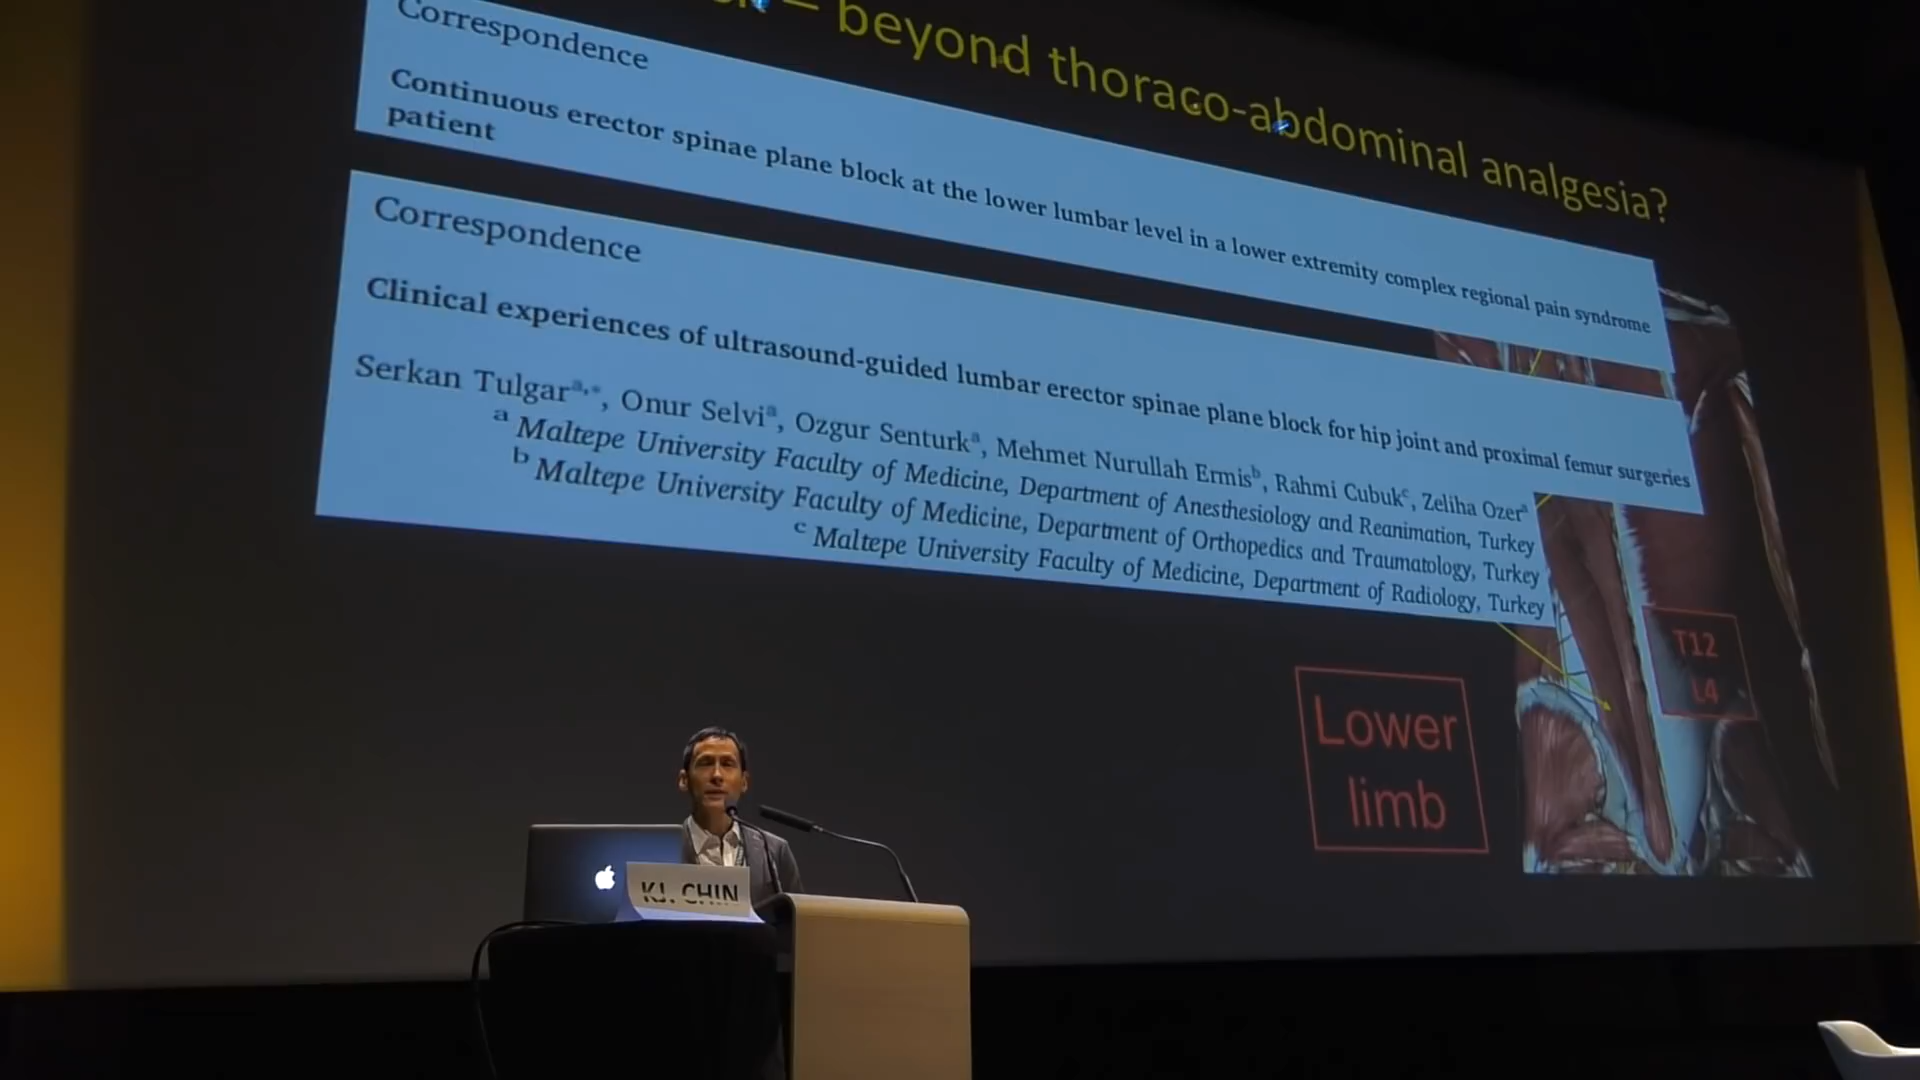 – beyond thoraco-abdominal analgesia?
Correspondence
Continuous erector spinae plane block at the lower lumbar level in a lower extremity complex regional pain syndrome
patient
Correspondence
Clinical experiences of ultrasound-guided lumbar erector spinae plane block for hip joint and proximal femur surgeries
Serkan Tulgar a,*, Onur Selvi a, Ozgur Senturk a, Mehmet Nurullah Ermis b, Rahmi Cubuk c, Zeliha Ozer a
a Maltepe University Faculty of Medicine, Department of Anesthesiology and Reanimation, Turkey
b Maltepe University Faculty of Medicine, Department of Orthopedics and Traumatology, Turkey
c Maltepe University Faculty of Medicine, Department of Radiology, Turkey
T12
L4
Lower
limb
KJ. CHIN